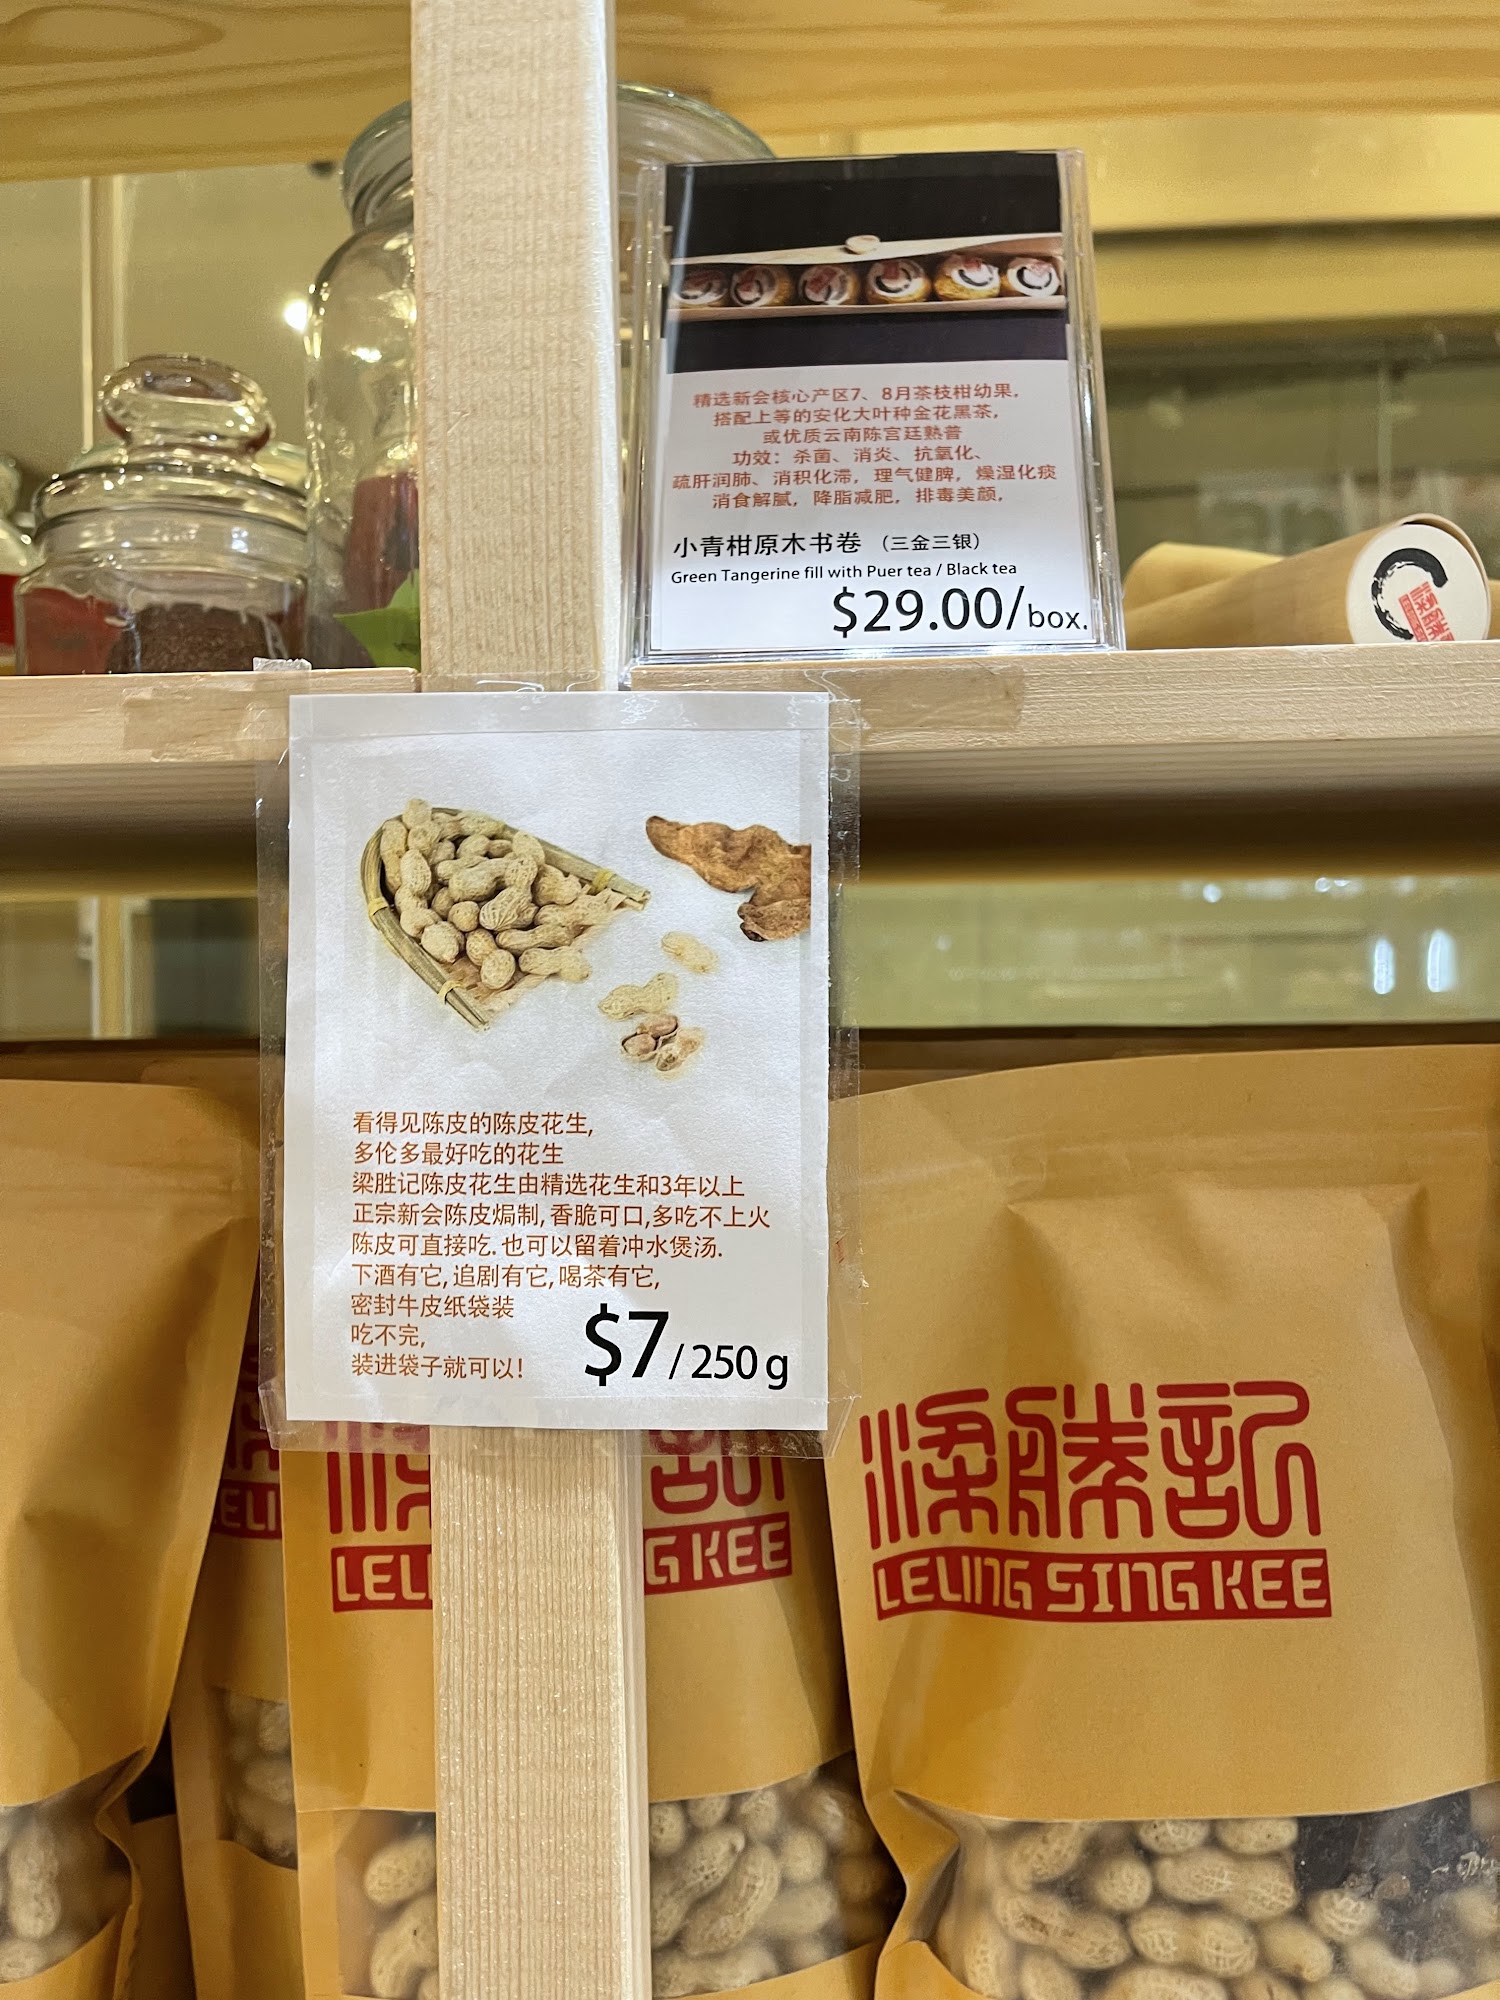 精选新会核心产区7、8月茶枝柑幼果,
搭配上等的安化大叶种金花黑茶,
或优质云南陈宫廷熟普
功效：杀菌、消炎、抗氧化、
疏肝润肺、消积化滞, 理气健脾, 燥湿化痰
消食解腻, 降脂减肥, 排毒美颜,
小青柑原木书卷 (三金三银)
Green Tangerine fill with Puer tea / Black tea
$29.00/box.
看得见陈皮的陈皮花生,
多伦多最好吃的花生
梁胜记陈皮花生由精选花生和3年以上
正宗新会陈皮焗制, 香脆可口,多吃不上火
陈皮可直接吃. 也可以留着冲水煲汤.
下酒有它, 追剧有它, 喝茶有它,
密封牛皮纸袋装
吃不完,
装进袋子就可以!
$7/250g
梁勝記
LELING SING KEE
LELI
LEL
G KEE